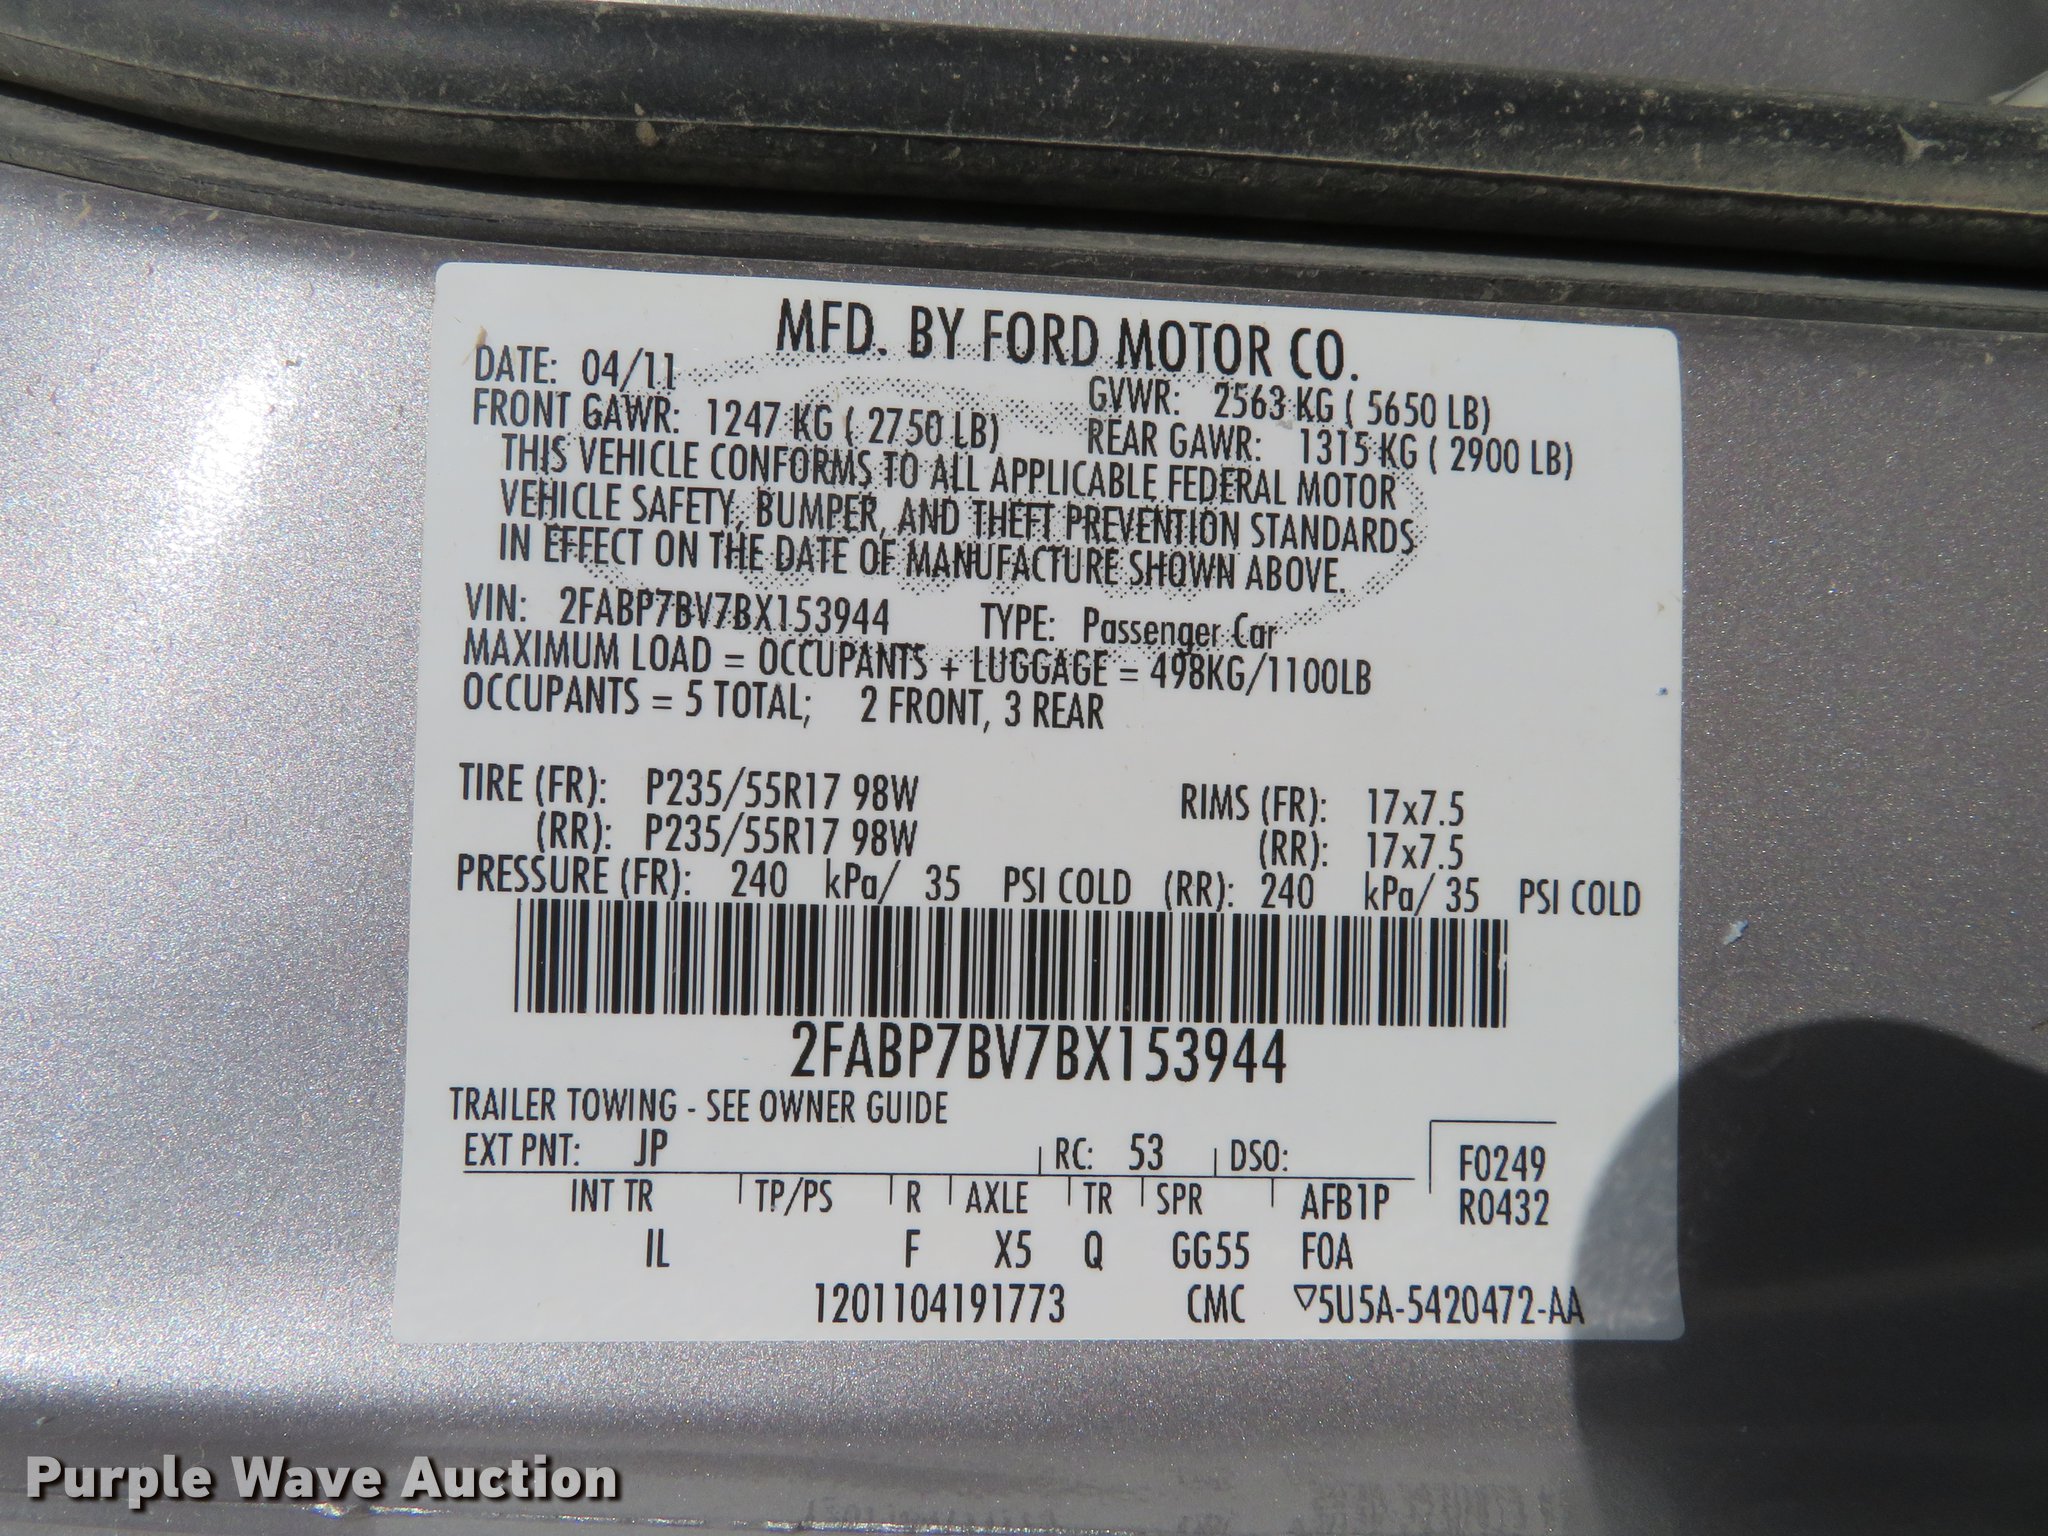 MFD. BY FORD MOTOR CO.
DATE: 04/11
GVWR: 2563 KG ( 5650 LB)
FRONT GAWR: 1247 KG ( 2750 LB)
REAR GAWR: 1315 KG ( 2900 LB)
THIS VEHICLE CONFORMS TO ALL APPLICABLE FEDERAL MOTOR
VEHICLE SAFETY, BUMPER, AND THEFT PREVENTION STANDARDS
IN EFFECT ON THE DATE OF MANUFACTURE SHOWN ABOVE.
VIN: 2FABP7BV7BX153944 TYPE: Passenger Car
MAXIMUM LOAD = OCCUPANTS + LUGGAGE = 498KG/1100LB
OCCUPANTS = 5 TOTAL; 2 FRONT, 3 REAR
TIRE (FR): P235/55R17 98W RIMS (FR): 17x7.5
(RR): P235/55R17 98W (RR): 17x7.5
PRESSURE (FR): 240 kPa/ 35 PSI COLD (RR): 240 kPa/ 35 PSI COLD
2FABP7BV7BX153944
TRAILER TOWING - SEE OWNER GUIDE
EXT PNT: JP RC: 53 DSO: F0249
INT TR TP/PS R AXLE TR SPR AFB1P R0432
IL F X5 Q GG55 FOA
1201104191773 CMC ▽5U5A-5420472-AA
Purple Wave Auction